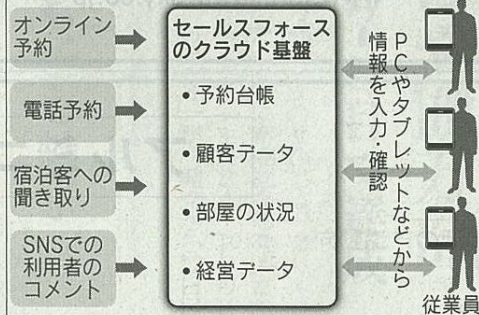 オンライン
予約
電話予約
宿泊客への
聞き取り
SNSでの
利用者の
コメント
セールスフォース
のクラウド基盤
・予約台帳
・顧客データ
・部屋の状況
・経営データ
PCやタブレットなどから
情報を入力・確認
従業員